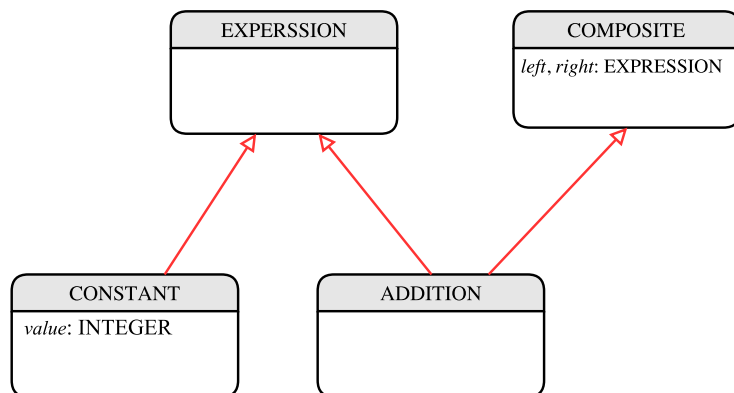 EXPERSSION
COMPOSITE
left, right: EXPRESSION
CONSTANT
ADDITION
value: INTEGER